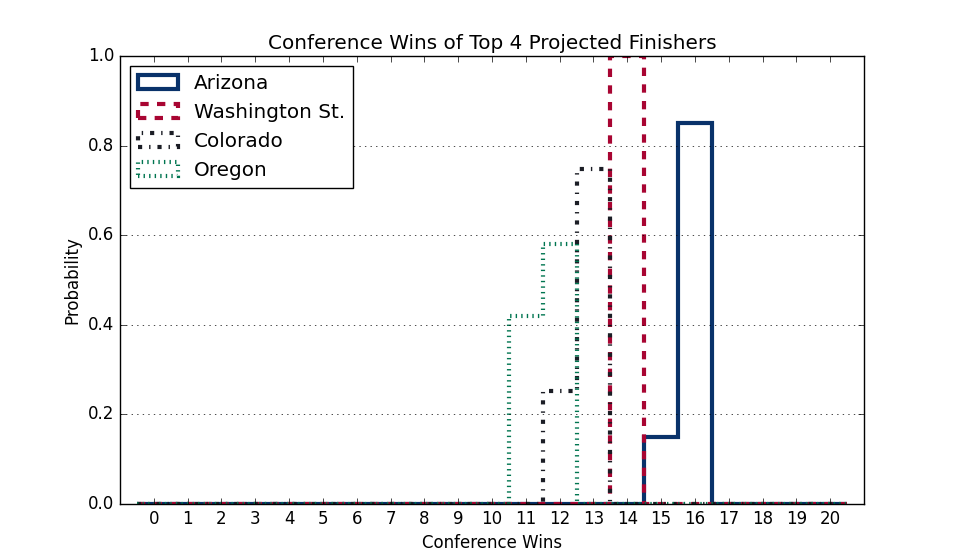 Conference Wins of Top 4 Projected Finishers
1.0
0.8
0.6
0.4
0.2
0.0
Probability
Arizona
Washington St.
Colorado
Oregon
0 1 2 3 4 5 6 7 8 9 10 11 12 13 14 15 16 17 18 19 20
Conference Wins